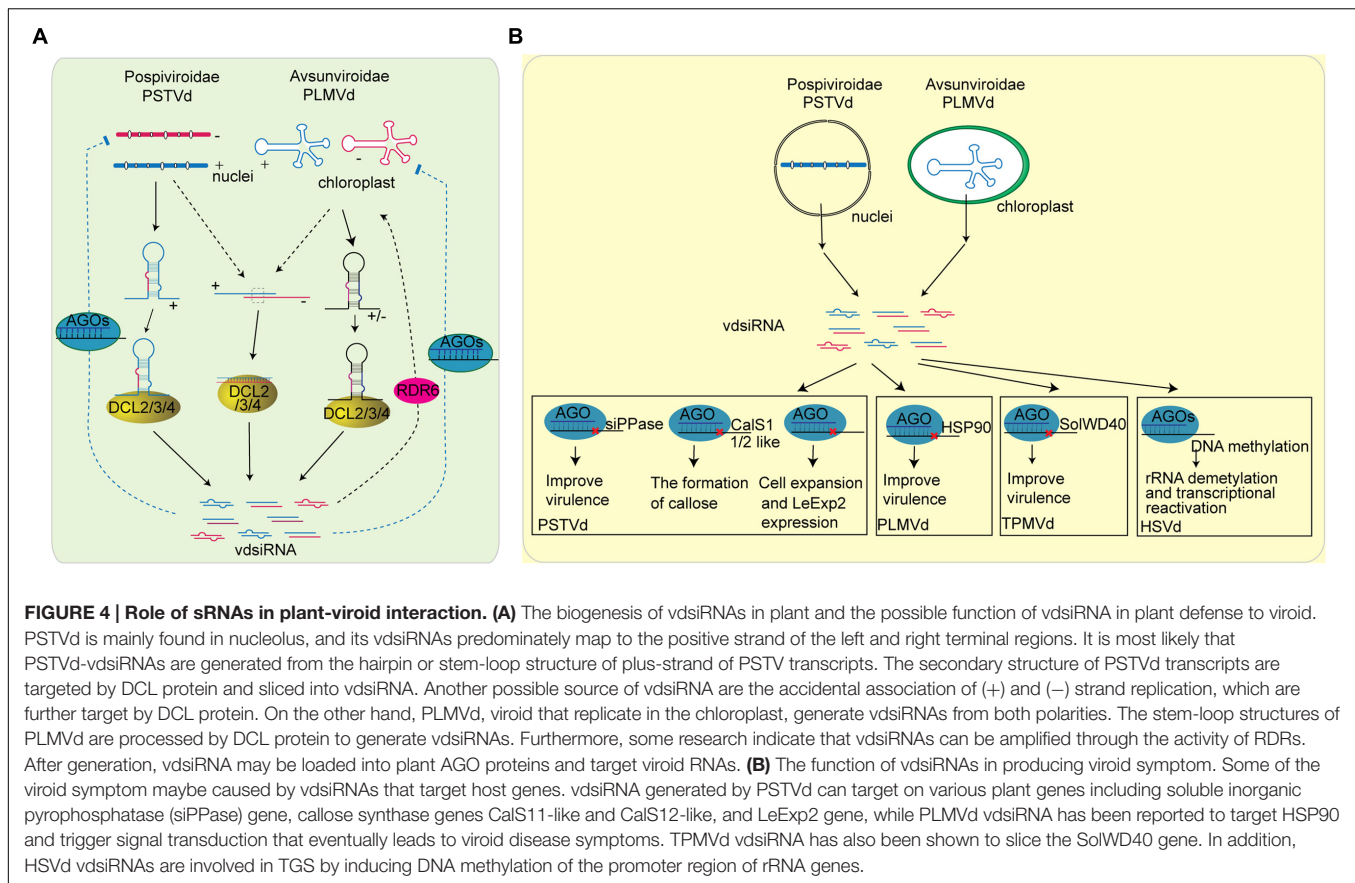 A
Pospiviroidae
PSTVd
Avsunviroidae
PLMVd
-
+
nuclei
+
-
chloroplast
+
+
-
+/-
AGOs
AGOs
DCL2/3/4
DCL2
/3/4
DCL2/3/4
RDR6
vdsiRNA
B
Pospiviroidae
PSTVd
Avsunviroidae
PLMVd
nuclei
chloroplast
vdsiRNA
AGO
siPPase
Improve
virulence
PSTVd
AGO
CalS1
1/2 like
The formation
of callose
AGO
Cell expansion
and LeExp2
expression
AGO
HSP90
Improve
virulence
PLMVd
AGO
SolWD40
Improve
virulence
TPMVd
AGOs
DNA methylation
rRNA demetylation
and transcriptional
reactivation
HSVd
FIGURE 4 | Role of sRNAs in plant-viroid interaction. (A) The biogenesis of vdsiRNAs in plant and the possible function of vdsiRNA in plant defense to viroid.
PSTVd is mainly found in nucleolus, and its vdsiRNAs predominately map to the positive strand of the left and right terminal regions. It is most likely that
PSTVd-vdsiRNAs are generated from the hairpin or stem-loop structure of plus-strand of PSTV transcripts. The secondary structure of PSTVd transcripts are
targeted by DCL protein and sliced into vdsiRNA. Another possible source of vdsiRNA are the accidental association of (+) and (−) strand replication, which are
further target by DCL protein. On the other hand, PLMVd, viroid that replicate in the chloroplast, generate vdsiRNAs from both polarities. The stem-loop structures of
PLMVd are processed by DCL protein to generate vdsiRNAs. Furthermore, some research indicate that vdsiRNAs can be amplified through the activity of RDRs.
After generation, vdsiRNA may be loaded into plant AGO proteins and target viroid RNAs. (B) The function of vdsiRNAs in producing viroid symptom. Some of the
viroid symptom maybe caused by vdsiRNAs that target host genes. vdsiRNA generated by PSTVd can target on various plant genes including soluble inorganic
pyrophosphatase (siPPase) gene, callose synthase genes CalS11-like and CalS12-like, and LeExp2 gene, while PLMVd vdsiRNA has been reported to target HSP90
and trigger signal transduction that eventually leads to viroid disease symptoms. TPMVd vdsiRNA has also been shown to slice the SolWD40 gene. In addition,
HSVd vdsiRNAs are involved in TGS by inducing DNA methylation of the promoter region of rRNA genes.